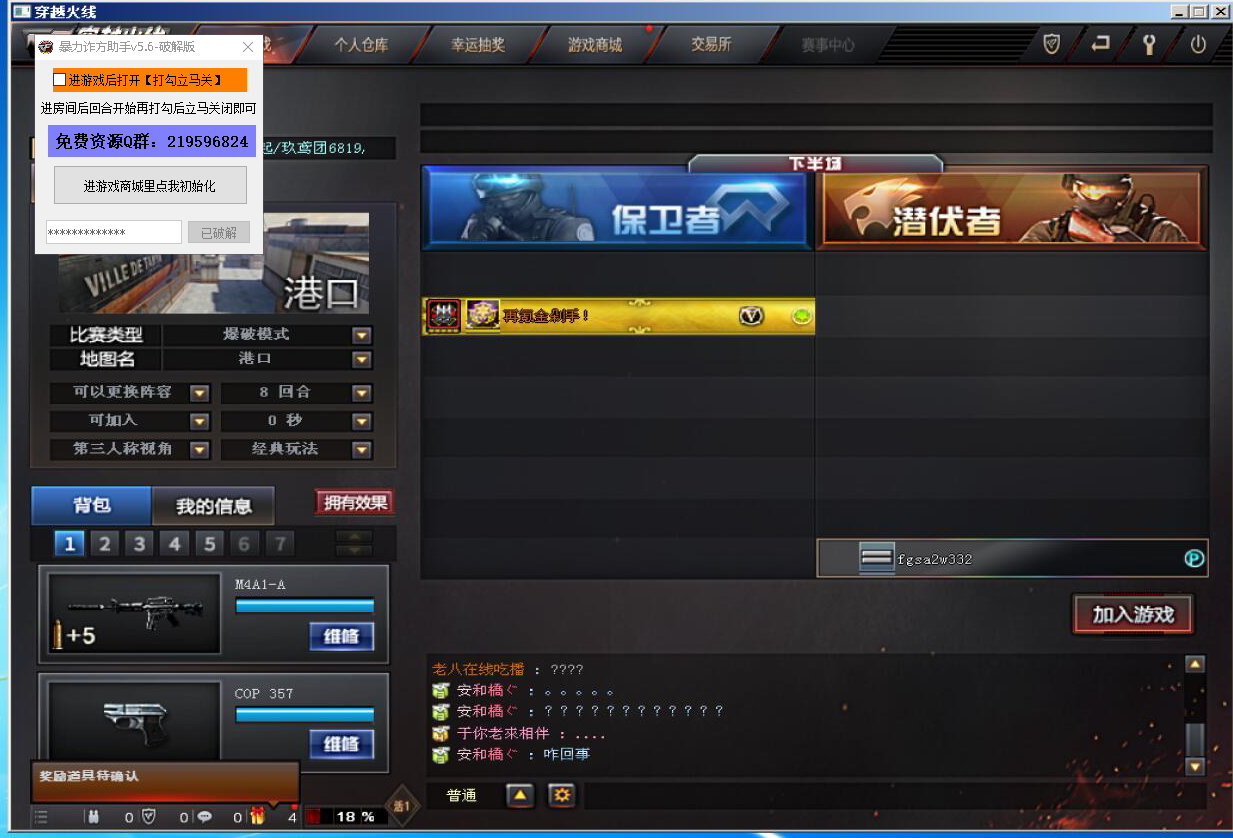 穿越火线
暴力诈方助手v5.6-破解版
进游戏后打开【打勾立马关】
进房间后回合开始再打勾后立马关闭即可
免费资源Q群：219596824
进游戏商城里点我初始化
*************
已破解
个人仓库
幸运抽奖
游戏商城
交易所
赛事中心
起/玖鸢团6819,
下半场
保卫者
潜伏者
VILLE DE
港口
再氪金剁手！
比赛类型
爆破模式
地图名
港口
可以更换阵容
8 回合
可加入
0 秒
第三人称视角
经典玩法
背包
我的信息
拥有效果
1 2 3 4 5 6 7
M4A1-A
+5
维修
COP 357
维修
奖励道具待确认
0
0
0
4
18 %
活1
fgsa2w332
P
加入游戏
老八在线吃播 : ????
安和橋ぐ : 。。。。。
安和橋ぐ : ？？？？？？？？？？？？
于你老來相伴 : ....
安和橋ぐ : 咋回事
普通